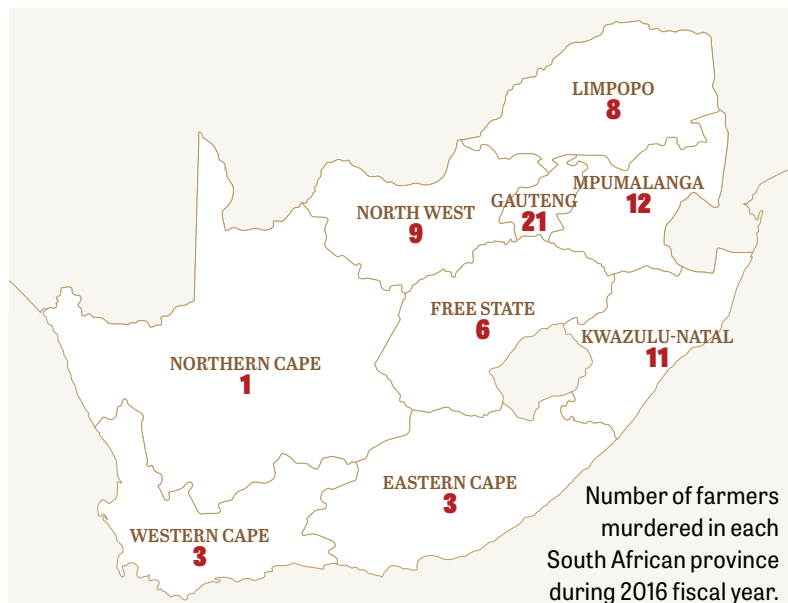 LIMPOPO
8
MPUMALANGA
12
GAUTENG
21
NORTH WEST
9
FREE STATE
6
KWAZULU-NATAL
11
NORTHERN CAPE
1
EASTERN CAPE
3
WESTERN CAPE
3
Number of farmers
murdered in each
South African province
during 2016 fiscal year.